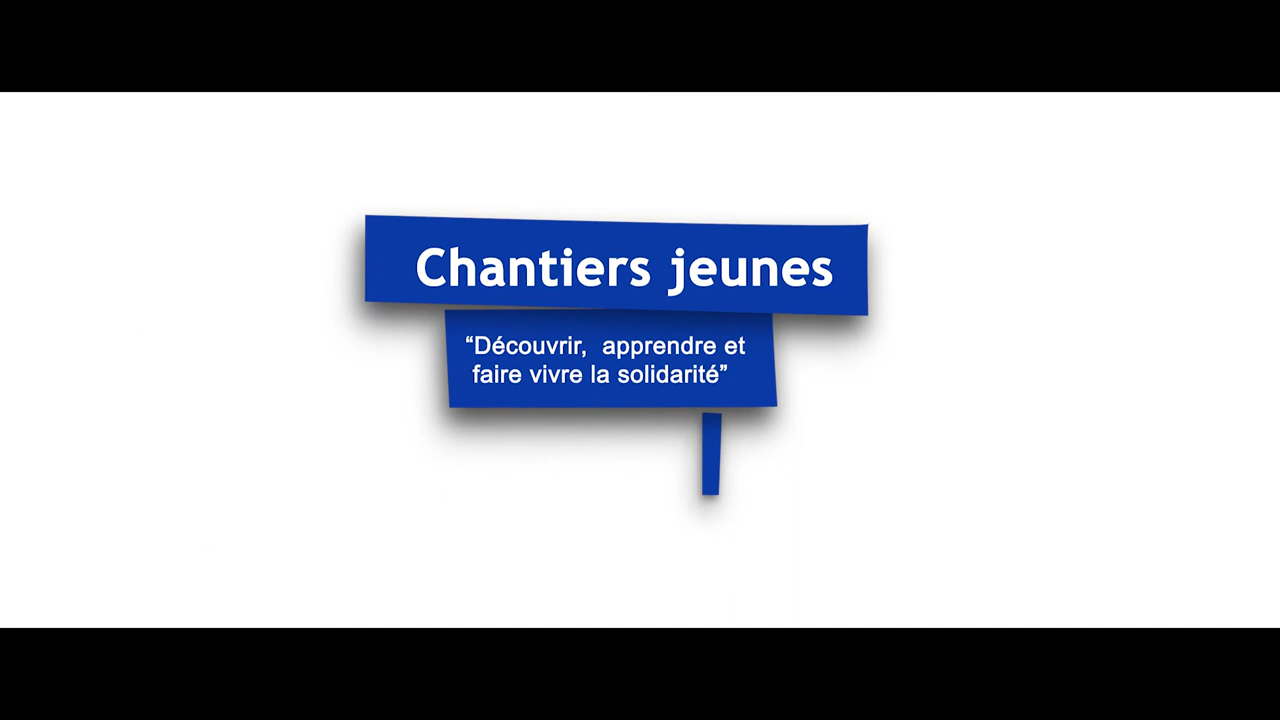 Chantiers jeunes
“Découvrir, apprendre et
faire vivre la solidarité”